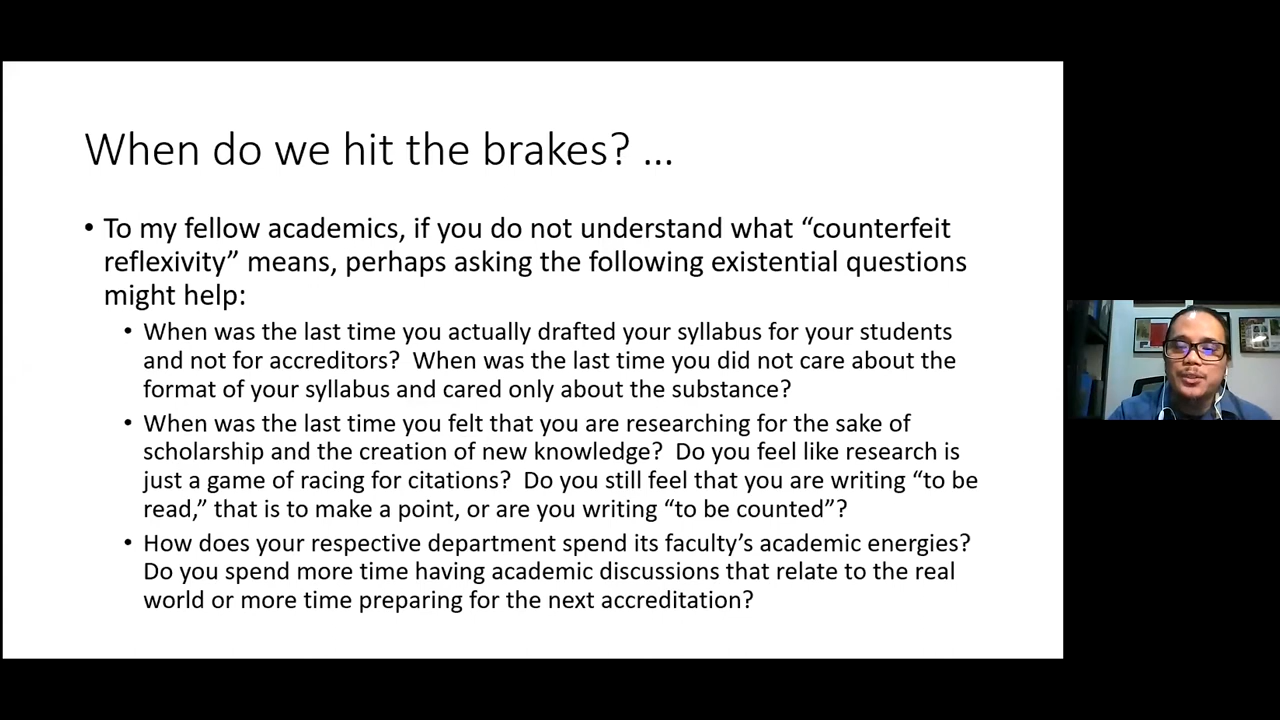 When do we hit the brakes? ...
• To my fellow academics, if you do not understand what “counterfeit
reflexivity” means, perhaps asking the following existential questions
might help:
• When was the last time you actually drafted your syllabus for your students
and not for accreditors?  When was the last time you did not care about the
format of your syllabus and cared only about the substance?
• When was the last time you felt that you are researching for the sake of
scholarship and the creation of new knowledge?  Do you feel like research is
just a game of racing for citations?  Do you still feel that you are writing “to be
read,” that is to make a point, or are you writing “to be counted”?
• How does your respective department spend its faculty’s academic energies?
Do you spend more time having academic discussions that relate to the real
world or more time preparing for the next accreditation?